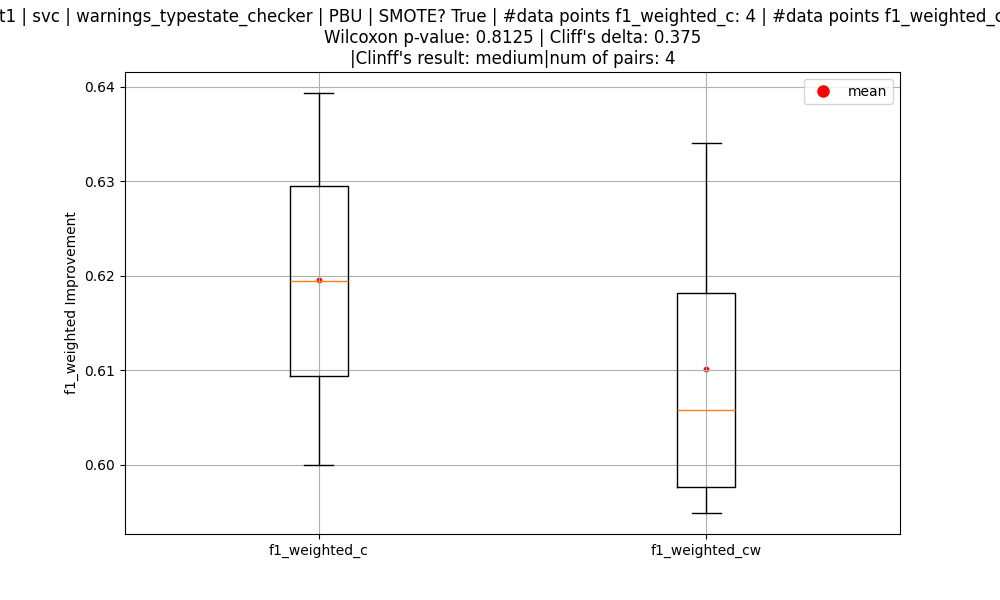 t1 | svc | warnings_typestate_checker | PBU | SMOTE? True | #data points f1_weighted_c: 4 | #data points f1_weighted_c
Wilcoxon p-value: 0.8125 | Cliff's delta: 0.375
|Clinff's result: medium|num of pairs: 4
mean
0.64
0.63
0.62
0.61
0.60
f1_weighted Improvement
f1_weighted_c
f1_weighted_cw